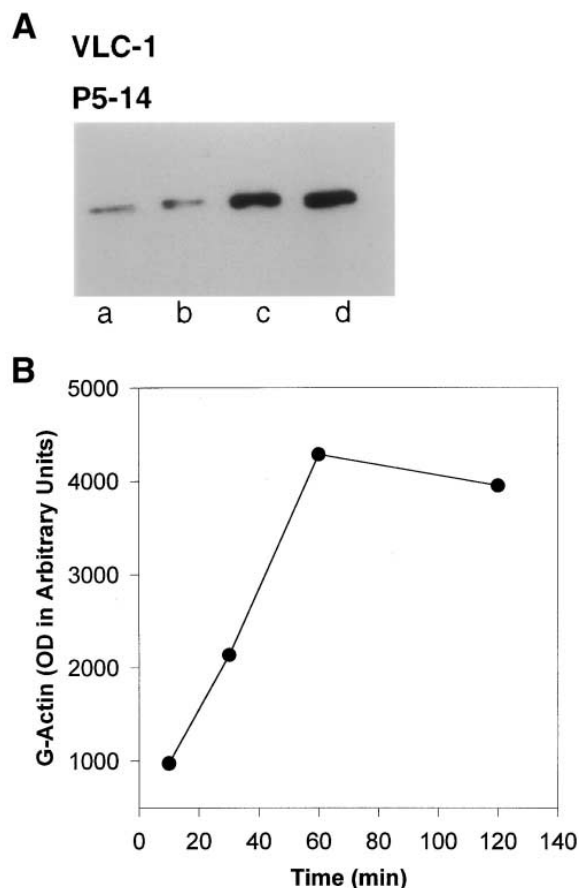 A
VLC-1
P5-14
a b c d
B
5000
4000
3000
2000
1000
G-Actin (OD in Arbitrary Units)
0 20 40 60 80 100 120 140
Time (min)